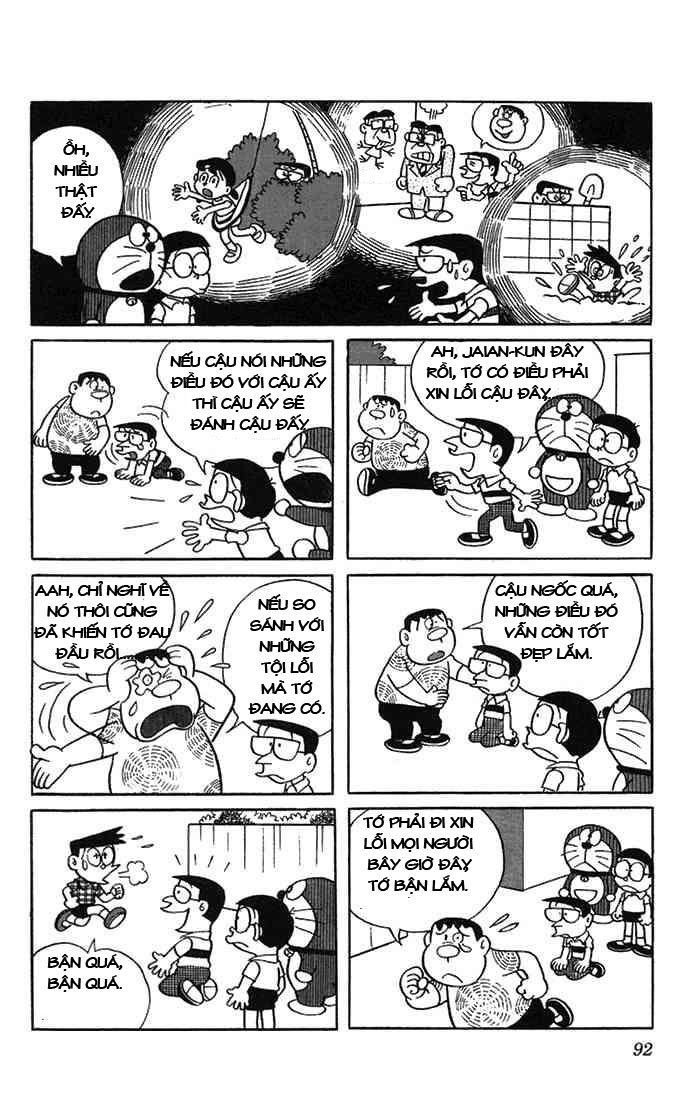 ỒH,
NHIỀU
THẬT
ĐẤY.
AH, JAIAN-KUN ĐÂY
RỒI, TỚ CÓ ĐIỀU PHẢI
XIN LỖI CẬU ĐÂY.
NẾU CẬU NÓI NHỮNG
ĐIỀU ĐÓ VỚI CẬU ẤY
THÌ CẬU ẤY SẼ
ĐÁNH CẬU ĐẤY.
CẬU NGỐC QUÁ,
NHỮNG ĐIỀU ĐÓ
VẪN CÒN TỐT
ĐẸP LẮM.
NẾU SO
SÁNH VỚI
NHỮNG
TỘI LỖI
MÀ TỚ
ĐANG CÓ.
AAH, CHỈ NGHĨ VỀ
NÓ THÔI CŨNG
ĐÃ KHIẾN TỚ ĐAU
ĐẦU RỒI...
TỚ PHẢI ĐI XIN
LỖI MỌI NGƯỜI
BÂY GIỜ ĐÂY,
TỚ BẬN LẮM.
BẬN QUÁ,
BẬN QUÁ.
92